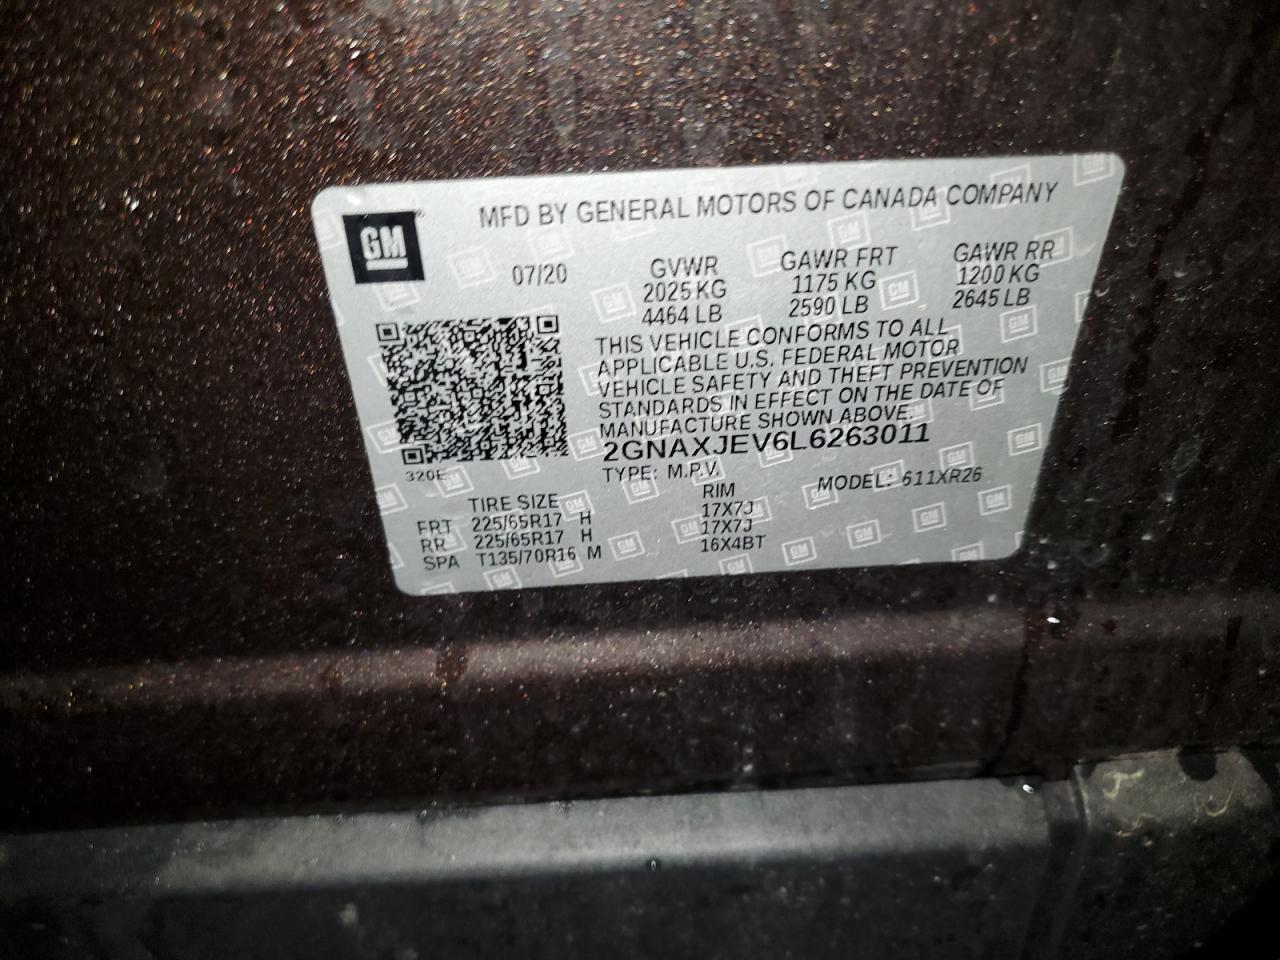 GM
MFD BY GENERAL MOTORS OF CANADA COMPANY
07/20
GVWR GAWR FRT GAWR RR
2025 KG 1175 KG 1200 KG
4464 LB 2590 LB 2645 LB
THIS VEHICLE CONFORMS TO ALL
APPLICABLE U.S. FEDERAL MOTOR
VEHICLE SAFETY AND THEFT PREVENTION
STANDARDS IN EFFECT ON THE DATE OF
MANUFACTURE SHOWN ABOVE.
2GNAXJEV6L6263011
320E
TYPE: M.P.V. MODEL: 611XR26
TIRE SIZE RIM
FRT 225/65R17 H 17X7J
RR 225/65R17 H 17X7J
SPA T135/70R16 M 16X4BT